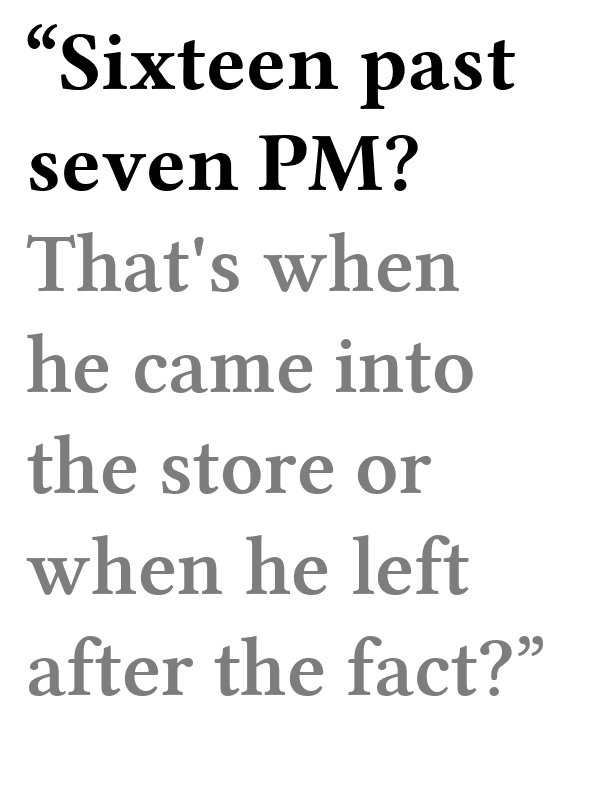 “Sixteen past
seven PM?
That's when
he came into
the store or
when he left
after the fact?”